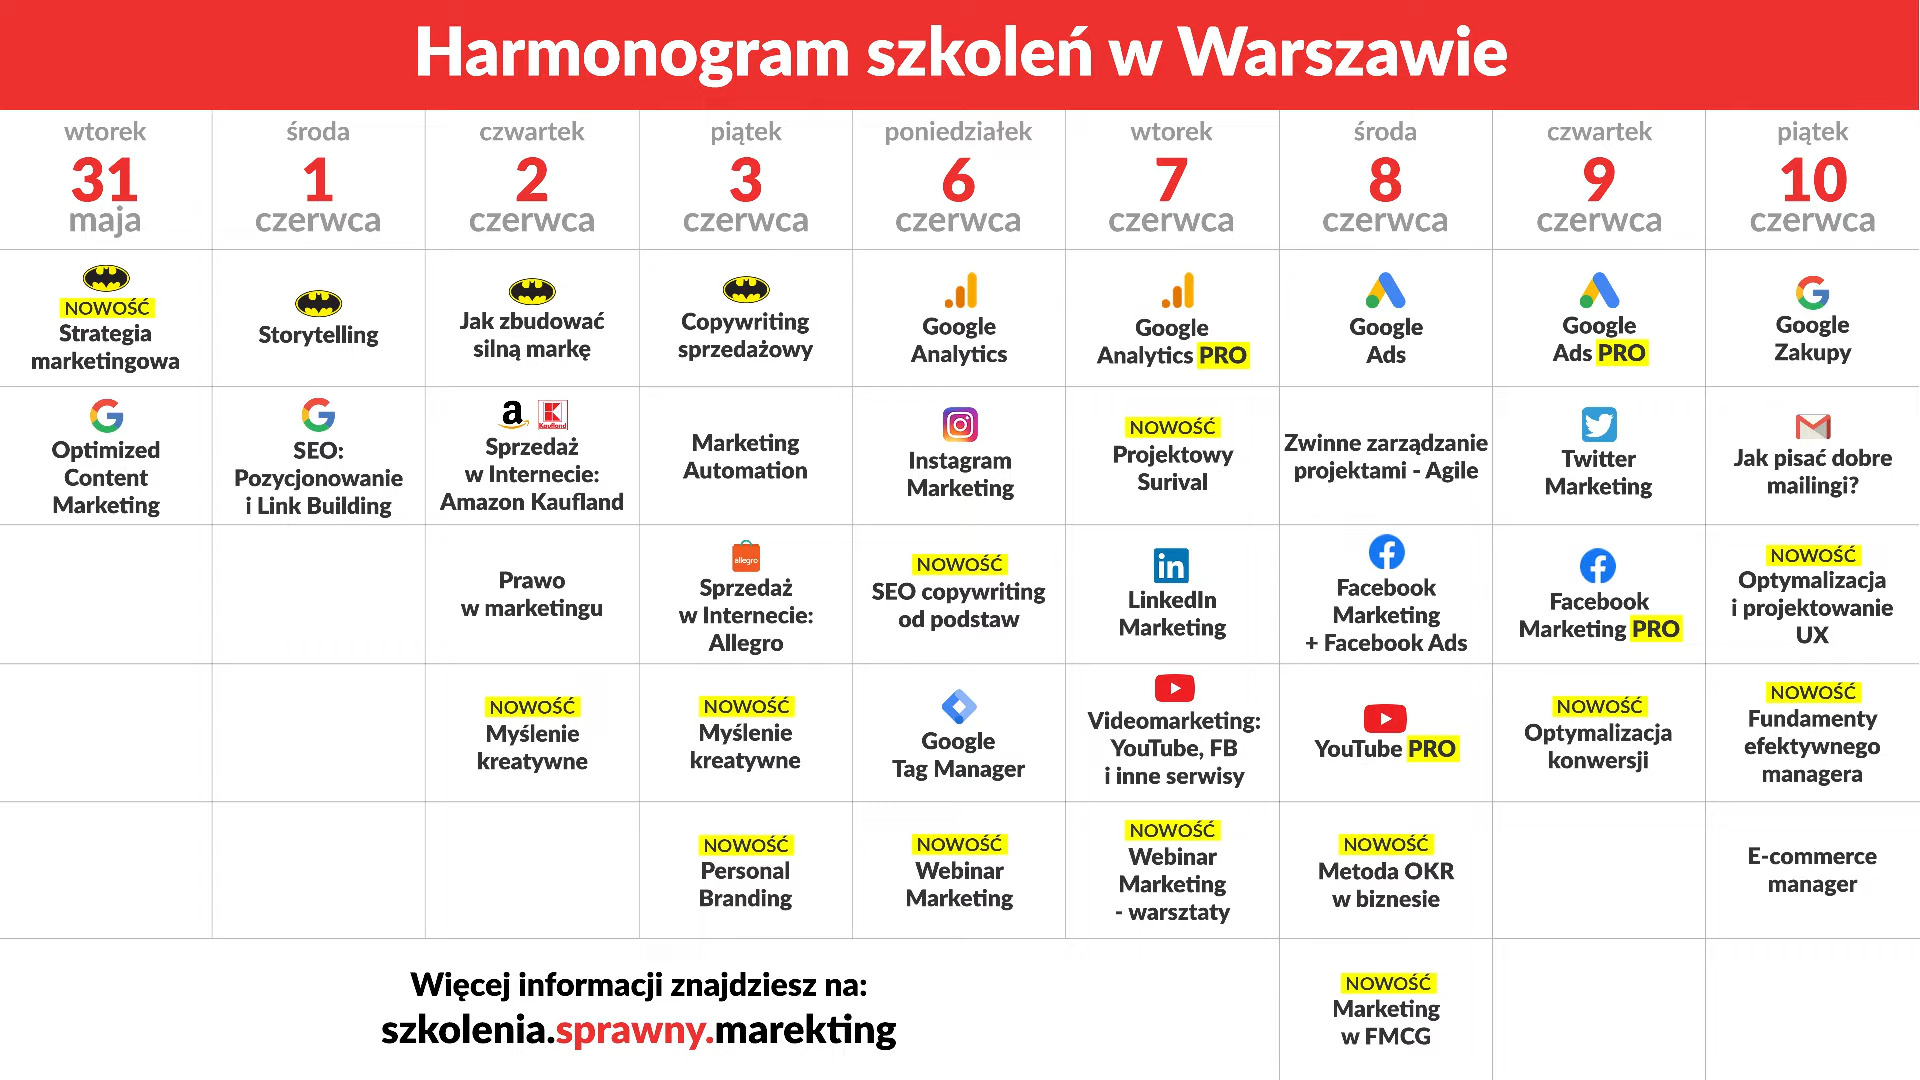 Harmonogram szkoleń w Warszawie
wtorek
31
maja
środa
1
czerwca
czwartek
2
czerwca
piątek
3
czerwca
poniedziałek
6
czerwca
wtorek
7
czerwca
środa
8
czerwca
czwartek
9
czerwca
piątek
10
czerwca
NOWOŚĆ
Strategia
marketingowa
Storytelling
Jak zbudować
silną markę
Copywriting
sprzedażowy
Google
Analytics
Google
Analytics PRO
Google
Ads
Google
Ads PRO
Google
Zakupy
Optimized
Content
Marketing
SEO:
Pozycjonowanie
i Link Building
a
K
Kaufland
Sprzedaż
w Internecie:
Amazon Kaufland
Marketing
Automation
Instagram
Marketing
NOWOŚĆ
Projektowy
Surival
Zwinne zarządzanie
projektami - Agile
Twitter
Marketing
Jak pisać dobre
mailingi?
Prawo
w marketingu
allegro
Sprzedaż
w Internecie:
Allegro
NOWOŚĆ
SEO copywriting
od podstaw
in
LinkedIn
Marketing
Facebook
Marketing
+ Facebook Ads
Facebook
Marketing PRO
NOWOŚĆ
Optymalizacja
i projektowanie
UX
NOWOŚĆ
Myślenie
kreatywne
NOWOŚĆ
Myślenie
kreatywne
Google
Tag Manager
Videomarketing:
YouTube, FB
i inne serwisy
YouTube PRO
NOWOŚĆ
Optymalizacja
konwersji
NOWOŚĆ
Fundamenty
efektywnego
managera
NOWOŚĆ
Personal
Branding
NOWOŚĆ
Webinar
Marketing
NOWOŚĆ
Webinar
Marketing
- warsztaty
NOWOŚĆ
Metoda OKR
w biznesie
E-commerce
manager
Więcej informacji znajdziesz na:
szkolenia.sprawny.marekting
NOWOŚĆ
Marketing
w FMCG